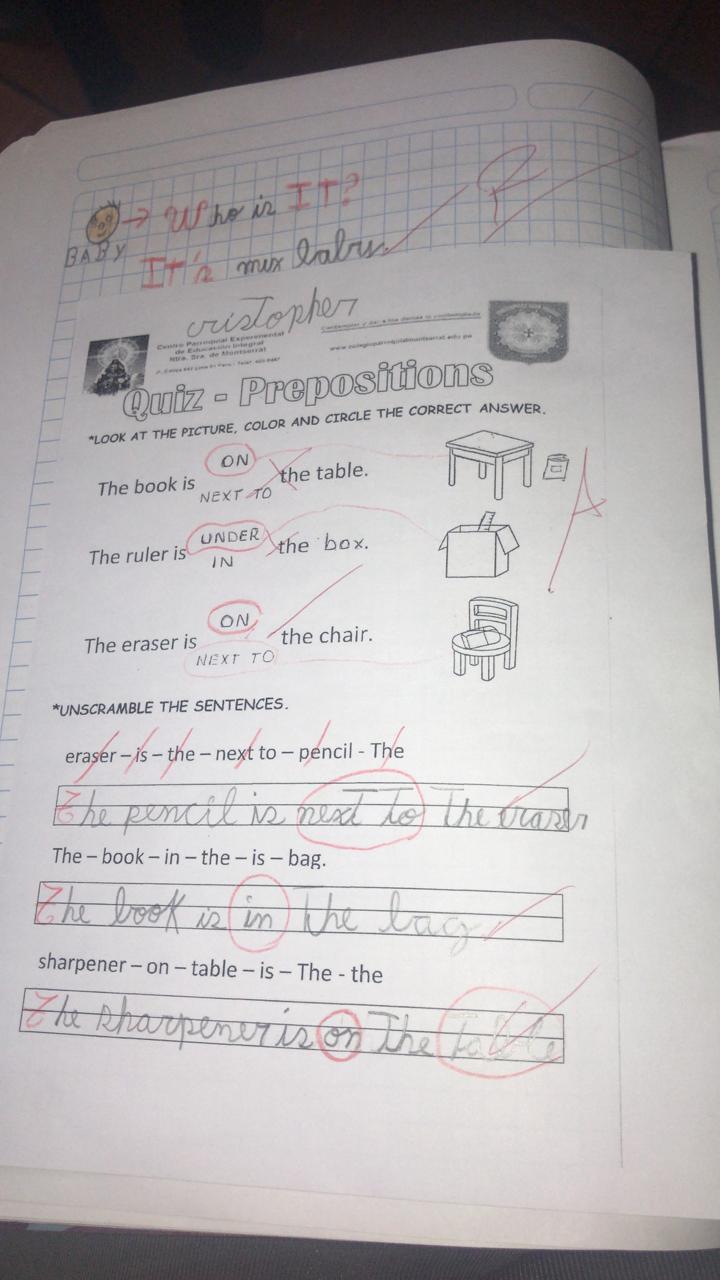 Who is IT?
BABY
IT's mix baby.
cristopher
Centro Parroquial Experimental
de Educación Integral
Ntra. Sra. de Montserrat
www.colegioparroquialmontserrat.edu.pe
Quiz - Prepositions
*LOOK AT THE PICTURE, COLOR AND CIRCLE THE CORRECT ANSWER.
ON
The book is the table.
NEXT TO
UNDER
The ruler is the box.
IN
ON
The eraser is the chair.
NEXT TO
*UNSCRAMBLE THE SENTENCES.
eraser – is – the – next to – pencil - The
The pencil is next To The eraser
The – book – in – the – is – bag.
The book is in The bag
sharpener – on – table – is – The - the
The sharpener is on The Table